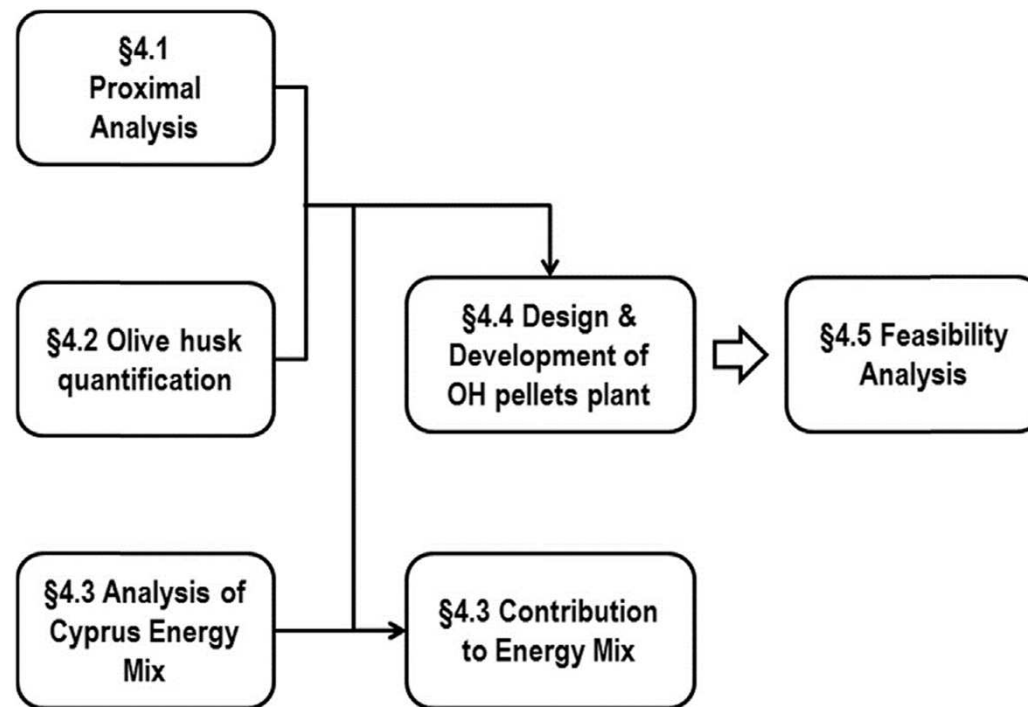 §4.1
Proximal
Analysis
§4.2 Olive husk
quantification
§4.4 Design &
Development of
OH pellets plant
§4.5 Feasibility
Analysis
§4.3 Analysis of
Cyprus Energy
Mix
§4.3 Contribution
to Energy Mix